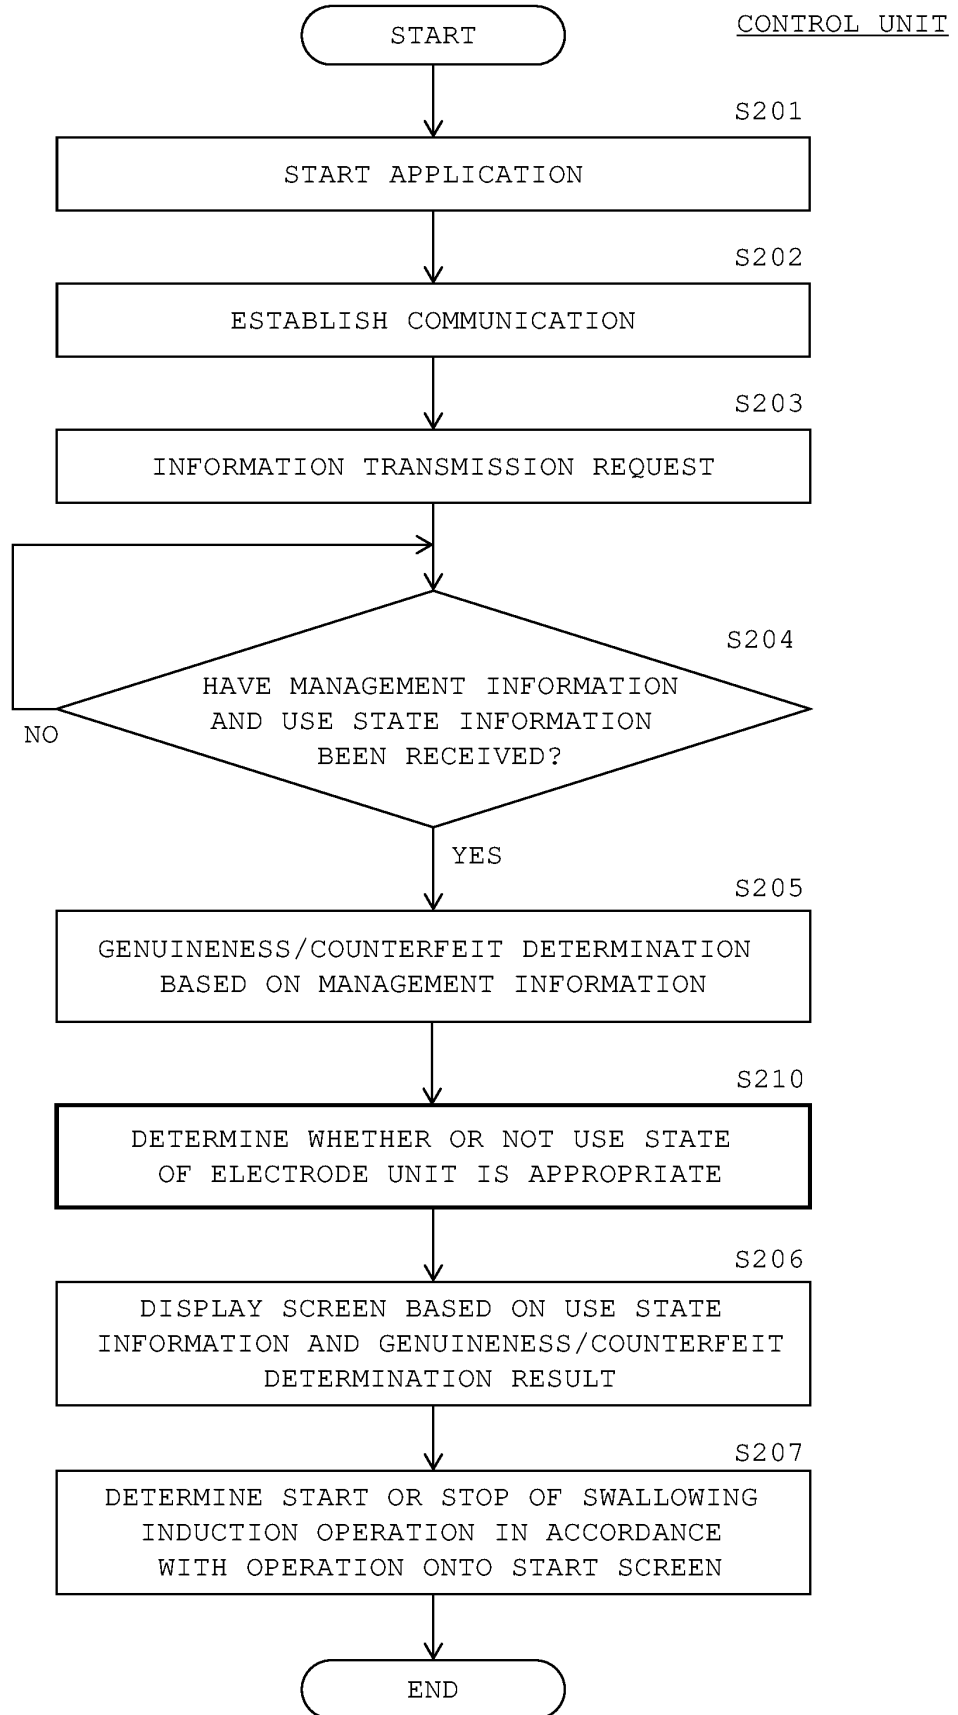 START
CONTROL UNIT
S201
START APPLICATION
S202
ESTABLISH COMMUNICATION
S203
INFORMATION TRANSMISSION REQUEST
S204
HAVE MANAGEMENT INFORMATION
AND USE STATE INFORMATION
BEEN RECEIVED?
NO
YES
S205
GENUINENESS/COUNTERFEIT DETERMINATION
BASED ON MANAGEMENT INFORMATION
S210
DETERMINE WHETHER OR NOT USE STATE
OF ELECTRODE UNIT IS APPROPRIATE
S206
DISPLAY SCREEN BASED ON USE STATE
INFORMATION AND GENUINENESS/COUNTERFEIT
DETERMINATION RESULT
S207
DETERMINE START OR STOP OF SWALLOWING
INDUCTION OPERATION IN ACCORDANCE
WITH OPERATION ONTO START SCREEN
END